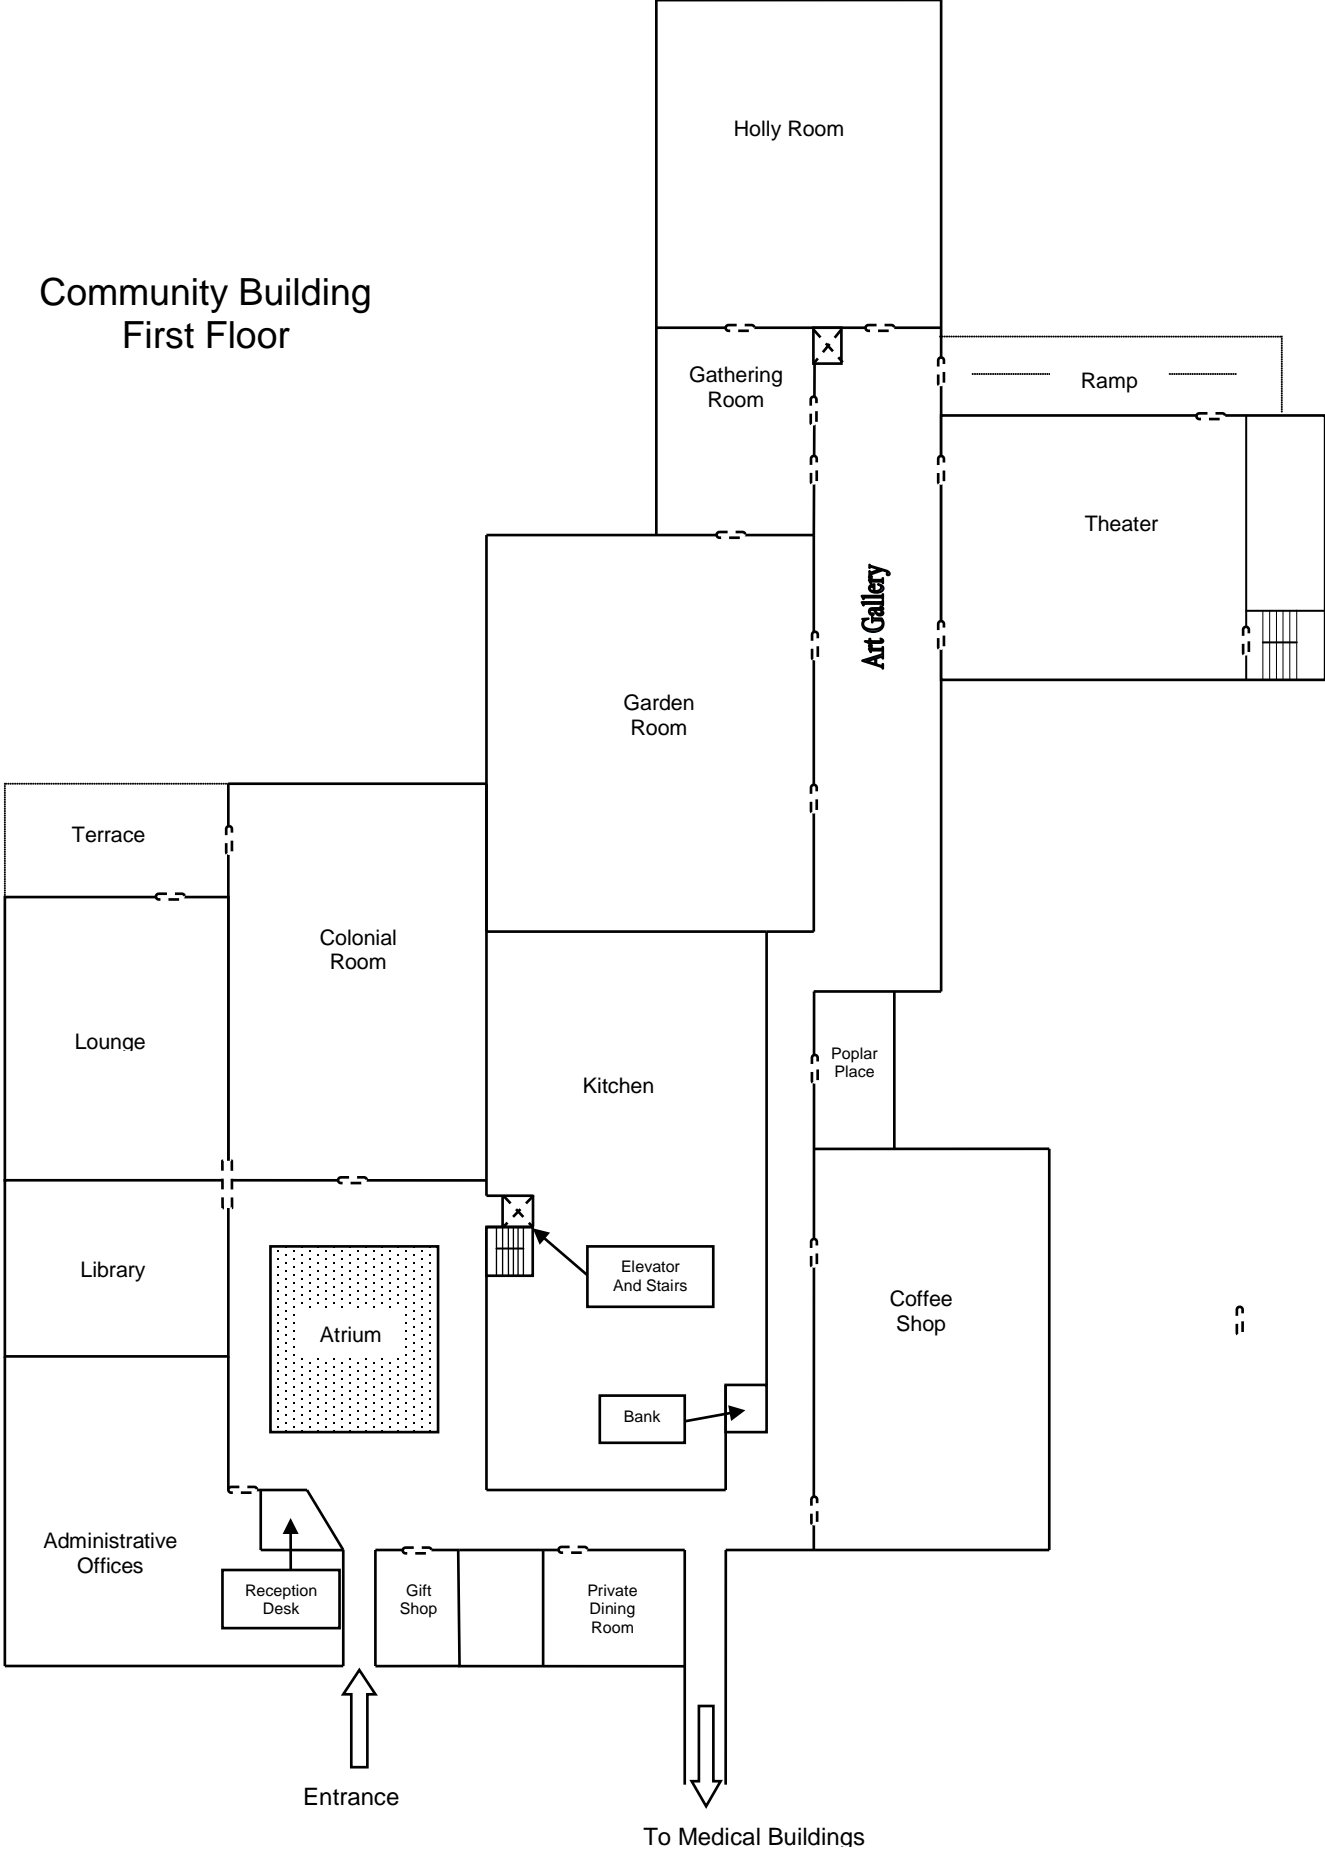 Holly Room
Community Building
First Floor
Gathering
Room
Ramp
Theater
Art Gallery
Garden
Room
Terrace
Colonial
Room
Lounge
Poplar
Place
Kitchen
Library
Elevator
And Stairs
Coffee
Shop
Atrium
Bank
Administrative
Offices
Reception
Desk
Gift
Shop
Private
Dining
Room
Entrance
To Medical Buildings